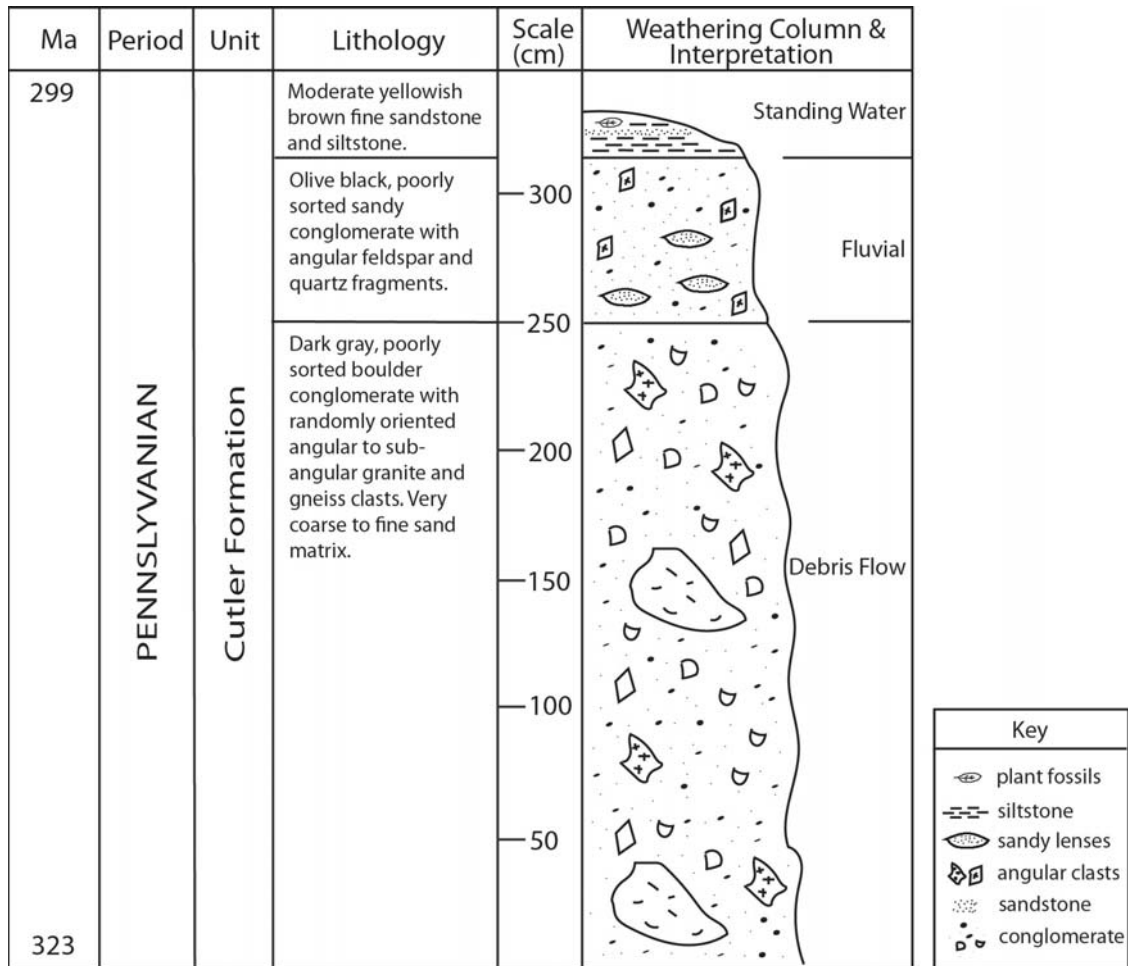 Ma
Period
Unit
Lithology
Scale
(cm)
Weathering Column &
Interpretation
299
323
PENNSLYVANIAN
Cutler Formation
Moderate yellowish
brown fine sandstone
and siltstone.
Olive black, poorly
sorted sandy
conglomerate with
angular feldspar and
quartz fragments.
Dark gray, poorly
sorted boulder
conglomerate with
randomly oriented
angular to sub-
angular granite and
gneiss clasts. Very
coarse to fine sand
matrix.
300
250
200
150
100
50
Standing Water
Fluvial
Debris Flow
Key
plant fossils
siltstone
sandy lenses
angular clasts
sandstone
conglomerate